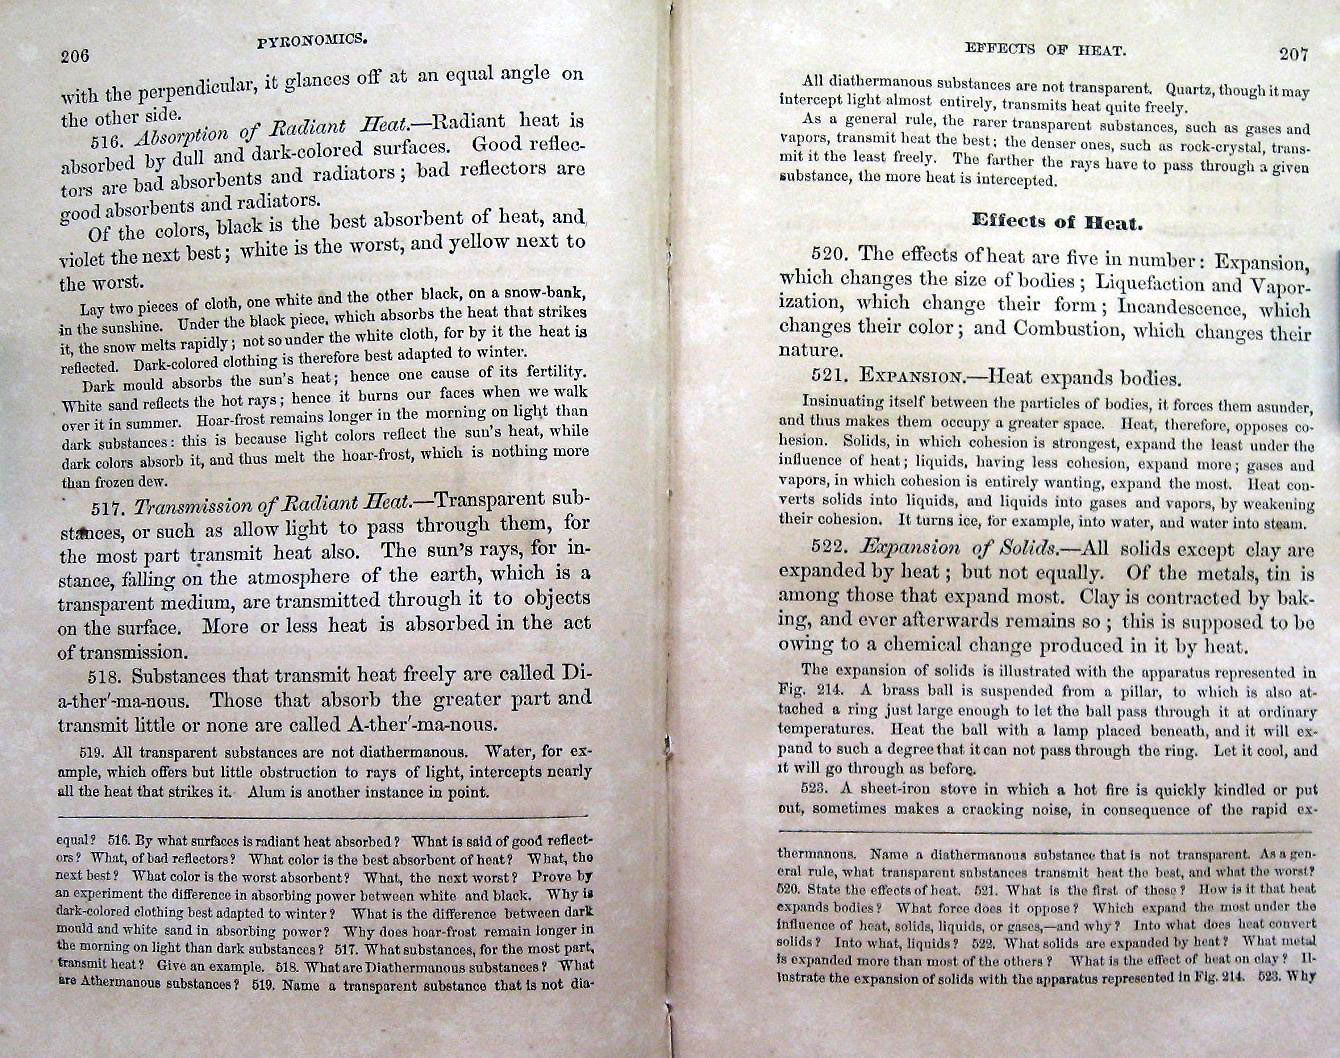 206
PYRONOMICS.
with the perpendicular, it glances off at an equal angle on
the other side.
516. Absorption of Radiant Heat.—Radiant heat is
absorbed by dull and dark-colored surfaces. Good reflec-
tors are bad absorbents and radiators; bad reflectors are
good absorbents and radiators.
Of the colors, black is the best absorbent of heat, and
violet the next best; white is the worst, and yellow next to
the worst.
Lay two pieces of cloth, one white and the other black, on a snow-bank,
in the sunshine. Under the black piece, which absorbs the heat that strikes
it, the snow melts rapidly; not so under the white cloth, for by it the heat is
reflected. Dark-colored clothing is therefore best adapted to winter.
Dark mould absorbs the sun's heat; hence one cause of its fertility.
White sand reflects the hot rays; hence it burns our faces when we walk
over it in summer. Hoar-frost remains longer in the morning on light than
dark substances: this is because light colors reflect the sun's heat, while
dark colors absorb it, and thus melt the hoar-frost, which is nothing more
than frozen dew.
517. Transmission of Radiant Heat.—Transparent sub-
stances, or such as allow light to pass through them, for
the most part transmit heat also. The sun's rays, for in-
stance, falling on the atmosphere of the earth, which is a
transparent medium, are transmitted through it to objects
on the surface. More or less heat is absorbed in the act
of transmission.
518. Substances that transmit heat freely are called Di-
a-ther'-ma-nous. Those that absorb the greater part and
transmit little or none are called A-ther'-ma-nous.
519. All transparent substances are not diathermanous. Water, for ex-
ample, which offers but little obstruction to rays of light, intercepts nearly
all the heat that strikes it. Alum is another instance in point.
equal? 516. By what surfaces is radiant heat absorbed? What is said of good reflect-
ors? What, of bad reflectors? What color is the best absorbent of heat? What, the
next best? What color is the worst absorbent? What, the next worst? Prove by
an experiment the difference in absorbing power between white and black. Why is
dark-colored clothing best adapted to winter? What is the difference between dark
mould and white sand in absorbing power? Why does hoar-frost remain longer in
the morning on light than dark substances? 517. What substances, for the most part,
transmit heat? Give an example. 518. What are Diathermanous substances? What
are Athermanous substances? 519. Name a transparent substance that is not dia-
EFFECTS OF HEAT.
207
All diathermanous substances are not transparent. Quartz, though it may
intercept light almost entirely, transmits heat quite freely.
As a general rule, the rarer transparent substances, such as gases and
vapors, transmit heat the best; the denser ones, such as rock-crystal, trans-
mit it the least freely. The farther the rays have to pass through a given
substance, the more heat is intercepted.
Effects of Heat.
520. The effects of heat are five in number: Expansion,
which changes the size of bodies; Liquefaction and Vapor-
ization, which change their form; Incandescence, which
changes their color; and Combustion, which changes their
nature.
521. EXPANSION.—Heat expands bodies.
Insinuating itself between the particles of bodies, it forces them asunder,
and thus makes them occupy a greater space. Heat, therefore, opposes co-
hesion. Solids, in which cohesion is strongest, expand the least under the
influence of heat; liquids, having less cohesion, expand more; gases and
vapors, in which cohesion is entirely wanting, expand the most. Heat con-
verts solids into liquids, and liquids into gases and vapors, by weakening
their cohesion. It turns ice, for example, into water, and water into steam.
522. Expansion of Solids.—All solids except clay are
expanded by heat; but not equally. Of the metals, tin is
among those that expand most. Clay is contracted by bak-
ing, and ever afterwards remains so; this is supposed to be
owing to a chemical change produced in it by heat.
The expansion of solids is illustrated with the apparatus represented in
Fig. 214. A brass ball is suspended from a pillar, to which is also at-
tached a ring just large enough to let the ball pass through it at ordinary
temperatures. Heat the ball with a lamp placed beneath, and it will ex-
pand to such a degree that it can not pass through the ring. Let it cool, and
it will go through as before.
523. A sheet-iron stove in which a hot fire is quickly kindled or put
out, sometimes makes a cracking noise, in consequence of the rapid ex-
thermanous. Name a diathermanous substance that is not transparent. As a gen-
eral rule, what transparent substances transmit heat the best, and what the worst?
520. State the effects of heat. 521. What is the first of these? How is it that heat
expands bodies? What force does it oppose? Which expand the most under the
influence of heat, solids, liquids, or gases,—and why? Into what does heat convert
solids? Into what, liquids? 522. What solids are expanded by heat? What metal
is expanded more than most of the others? What is the effect of heat on clay? Il-
lustrate the expansion of solids with the apparatus represented in Fig. 214. 523. Why